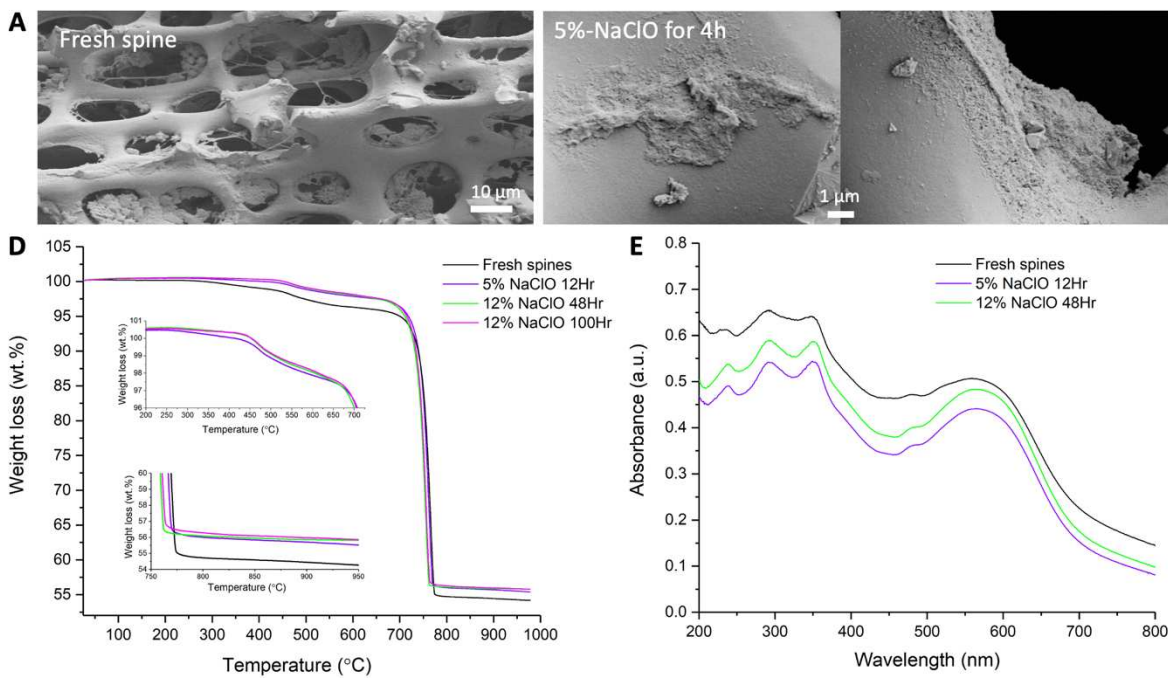 A
Fresh spine
10 µm
5%-NaClO for 4h
1 µm
D
Weight loss (wt.%)
105
100
95
90
85
80
75
70
65
60
55
Fresh spines
5% NaClO 12Hr
12% NaClO 48Hr
12% NaClO 100Hr
Weight loss (wt.%)
101
100
99
98
97
96
200 250 300 350 400 450 500 550 600 650 700
Temperature (°C)
Weight loss (wt.%)
60
59
58
57
56
55
54
750 800 850 900 950
Temperature (°C)
100 200 300 400 500 600 700 800 900 1000
Temperature (°C)
E
Absorbance (a.u.)
0.8
0.7
0.6
0.5
0.4
0.3
0.2
0.1
0.0
Fresh spines
5% NaClO 12Hr
12% NaClO 48Hr
200 300 400 500 600 700 800
Wavelength (nm)